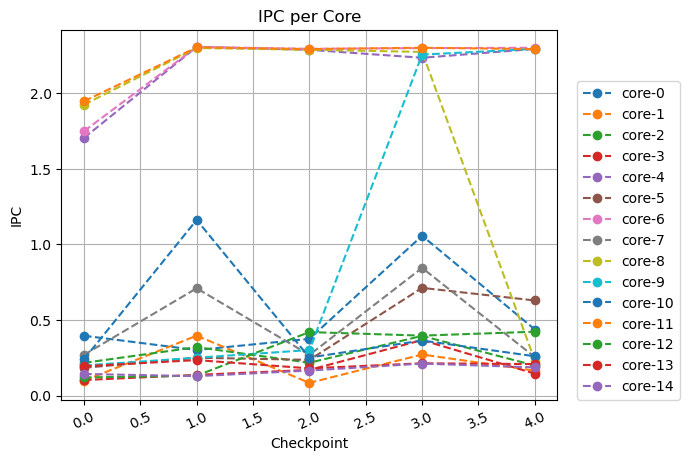 IPC per Core
IPC
2.0
1.5
1.0
0.5
0.0
0.0
0.5
1.0
1.5
2.0
2.5
3.0
3.5
4.0
Checkpoint
core-0
core-1
core-2
core-3
core-4
core-5
core-6
core-7
core-8
core-9
core-10
core-11
core-12
core-13
core-14